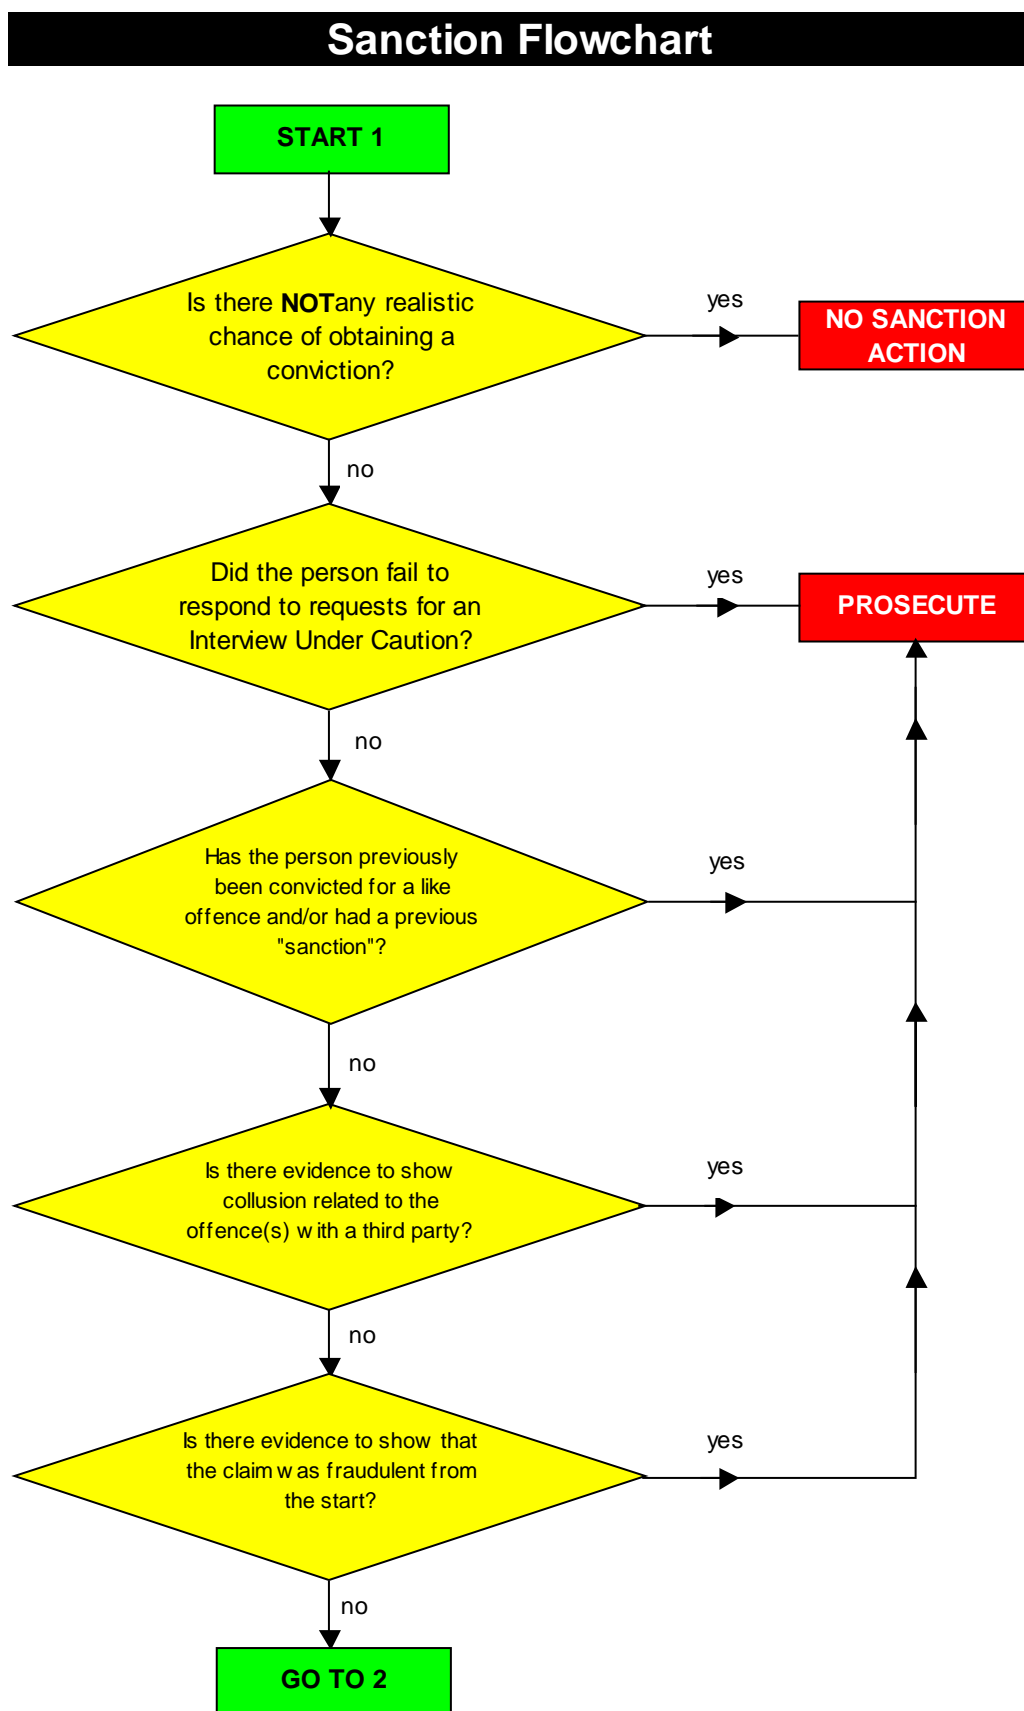 Sanction Flowchart
START 1
Is there NOT any realistic
chance of obtaining a
conviction?
yes
NO SANCTION
ACTION
no
Did the person fail to
respond to requests for an
Interview Under Caution?
yes
PROSECUTE
no
Has the person previously
been convicted for a like
offence and/or had a previous
"sanction"?
yes
no
Is there evidence to show
collusion related to the
offence(s) with a third party?
yes
no
Is there evidence to show that
the claim was fraudulent from
the start?
yes
no
GO TO 2